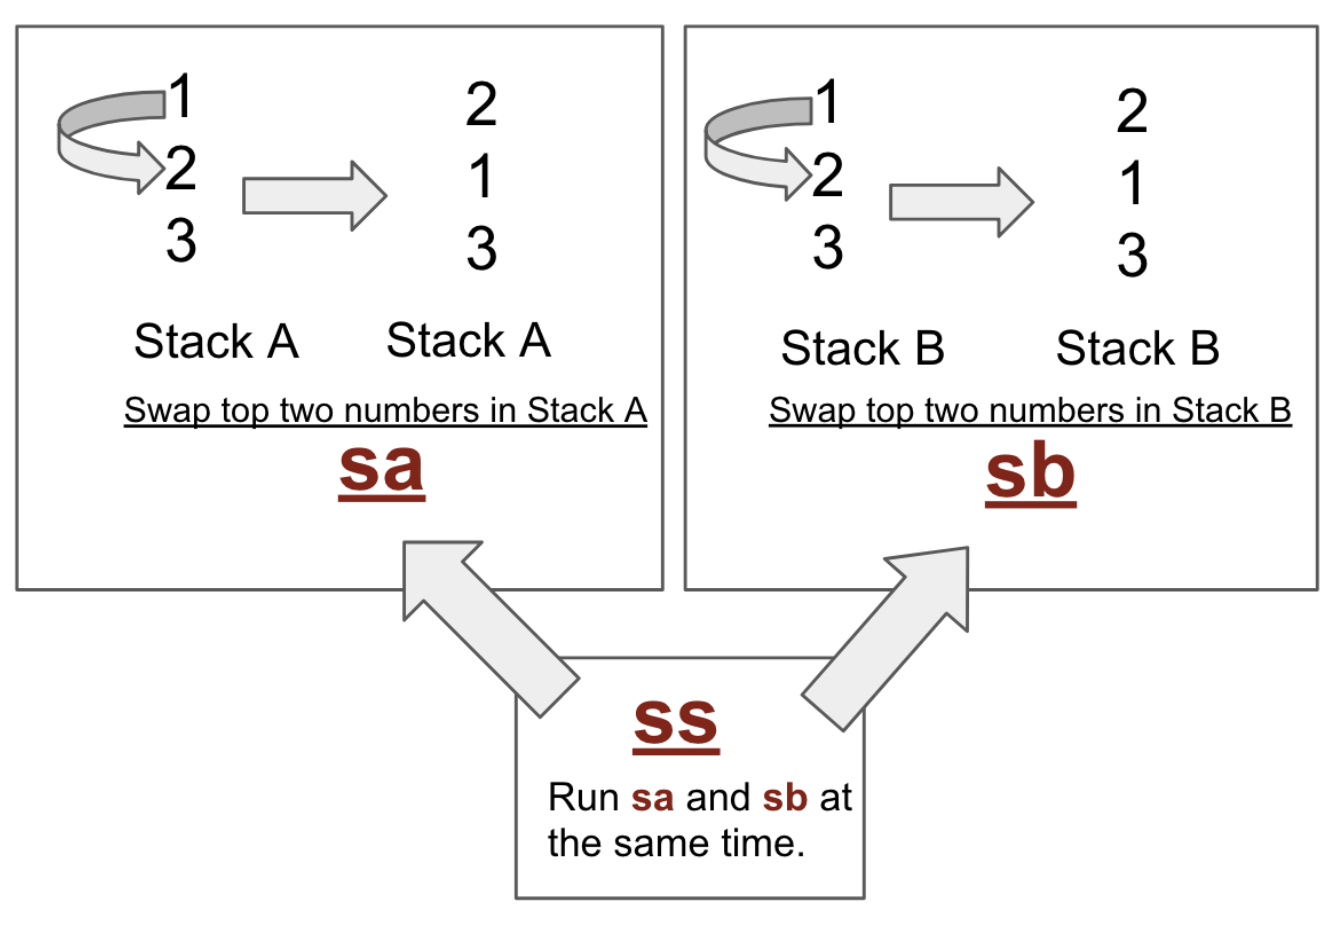 1
2
3
2
1
3
Stack A
Stack A
Swap top two numbers in Stack A
sa
1
2
3
2
1
3
Stack B
Stack B
Swap top two numbers in Stack B
sb
ss
Run sa and sb at
the same time.